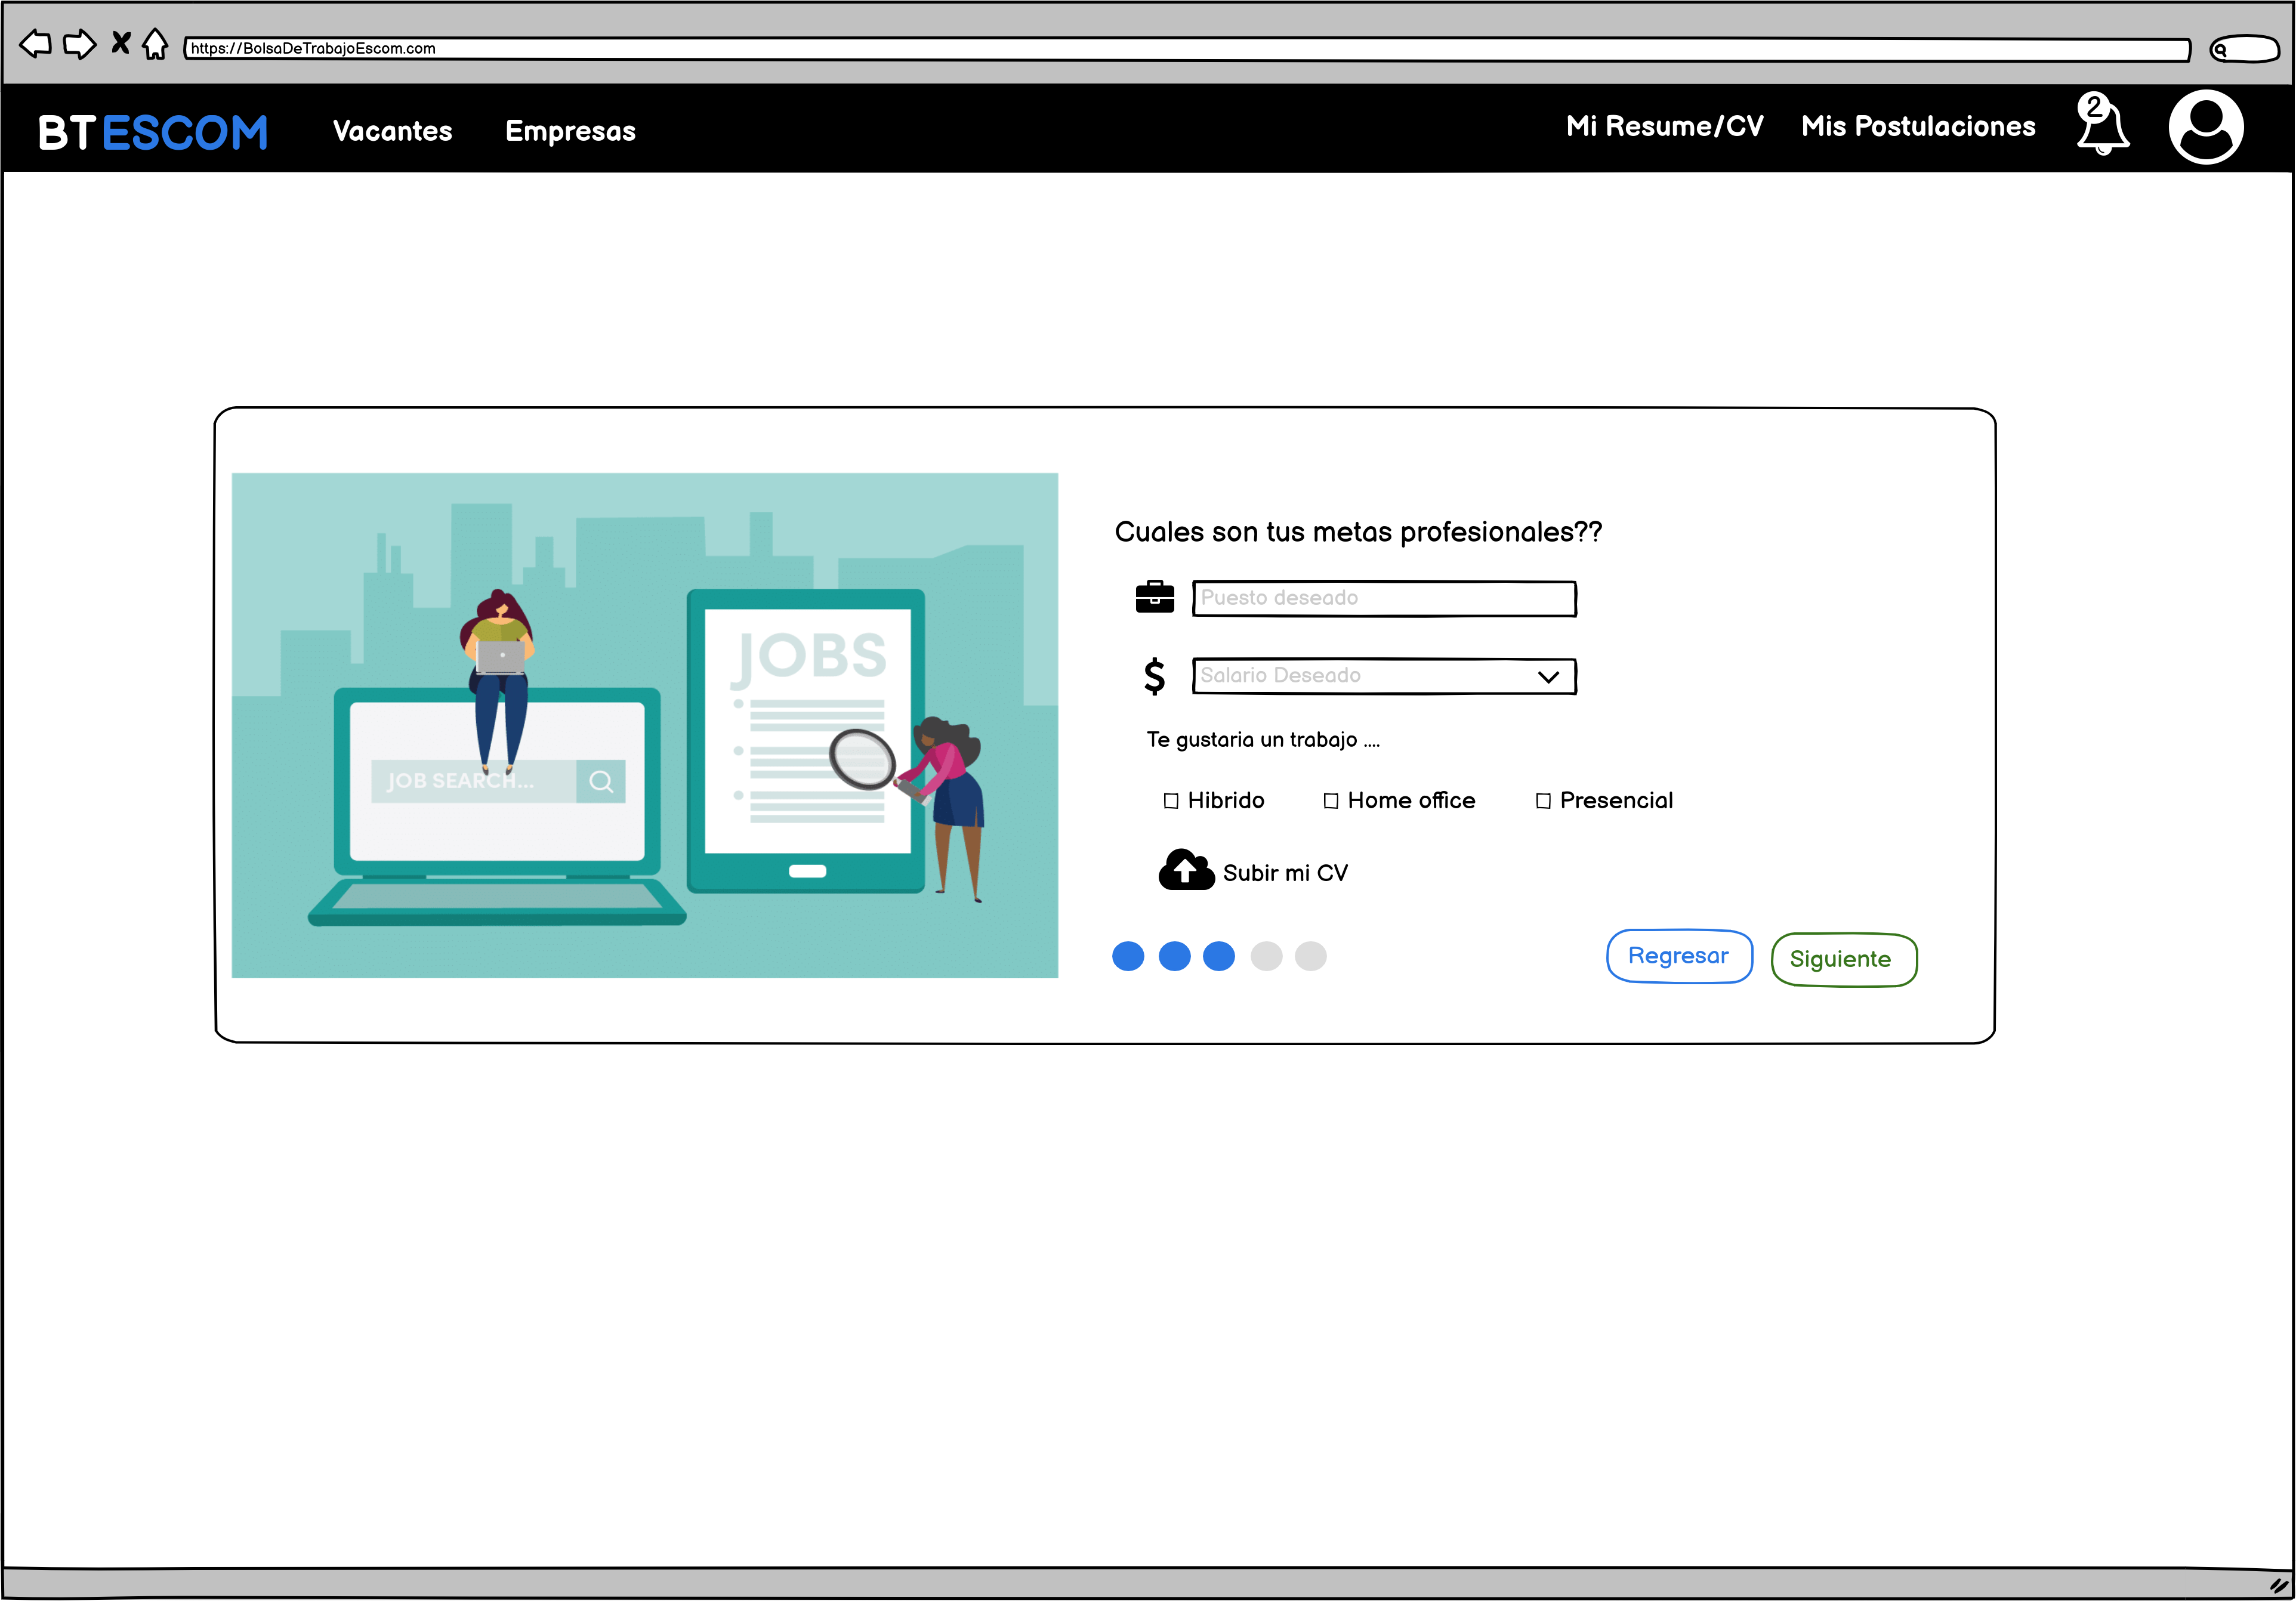 https://BolsaDeTrabajoEscom.com
BTESCOM Vacantes Empresas Mi Resume/CV Mis Postulaciones 2
Cuales son tus metas profesionales??
Puesto deseado
JOBS
$ Salario Deseado
Te gustaria un trabajo ....
JOB SEARCH...
Hibrido Home office Presencial
Subir mi CV
Regresar Siguiente